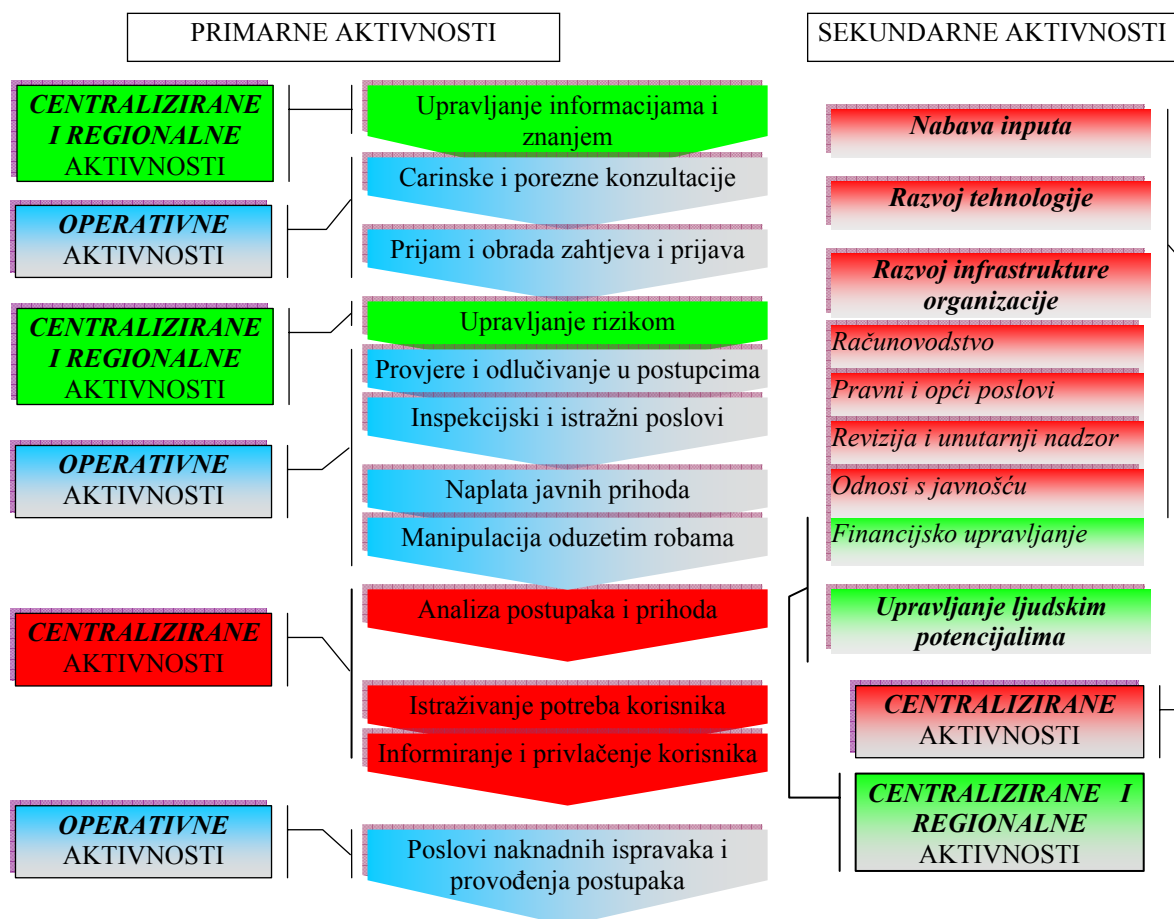 PRIMARNE AKTIVNOSTI
SEKUNDARNE AKTIVNOSTI
CENTRALIZIRANE
I REGIONALNE
AKTIVNOSTI
OPERATIVNE
AKTIVNOSTI
CENTRALIZIRANE
I REGIONALNE
AKTIVNOSTI
OPERATIVNE
AKTIVNOSTI
CENTRALIZIRANE
AKTIVNOSTI
OPERATIVNE
AKTIVNOSTI
Upravljanje informacijama i
znanjem
Carinske i porezne konzultacije
Prijam i obrada zahtjeva i prijava
Upravljanje rizikom
Provjere i odlučivanje u postupcima
Inspekcijski i istražni poslovi
Naplata javnih prihoda
Manipulacija oduzetim robama
Analiza postupaka i prihoda
Istraživanje potreba korisnika
Informiranje i privlačenje korisnika
Poslovi naknadnih ispravaka i
provođenja postupaka
Nabava inputa
Razvoj tehnologije
Razvoj infrastrukture
organizacije
Računovodstvo
Pravni i opći poslovi
Revizija i unutarnji nadzor
Odnosi s javnošću
Financijsko upravljanje
Upravljanje ljudskim
potencijalima
CENTRALIZIRANE
AKTIVNOSTI
CENTRALIZIRANE I
REGIONALNE
AKTIVNOSTI